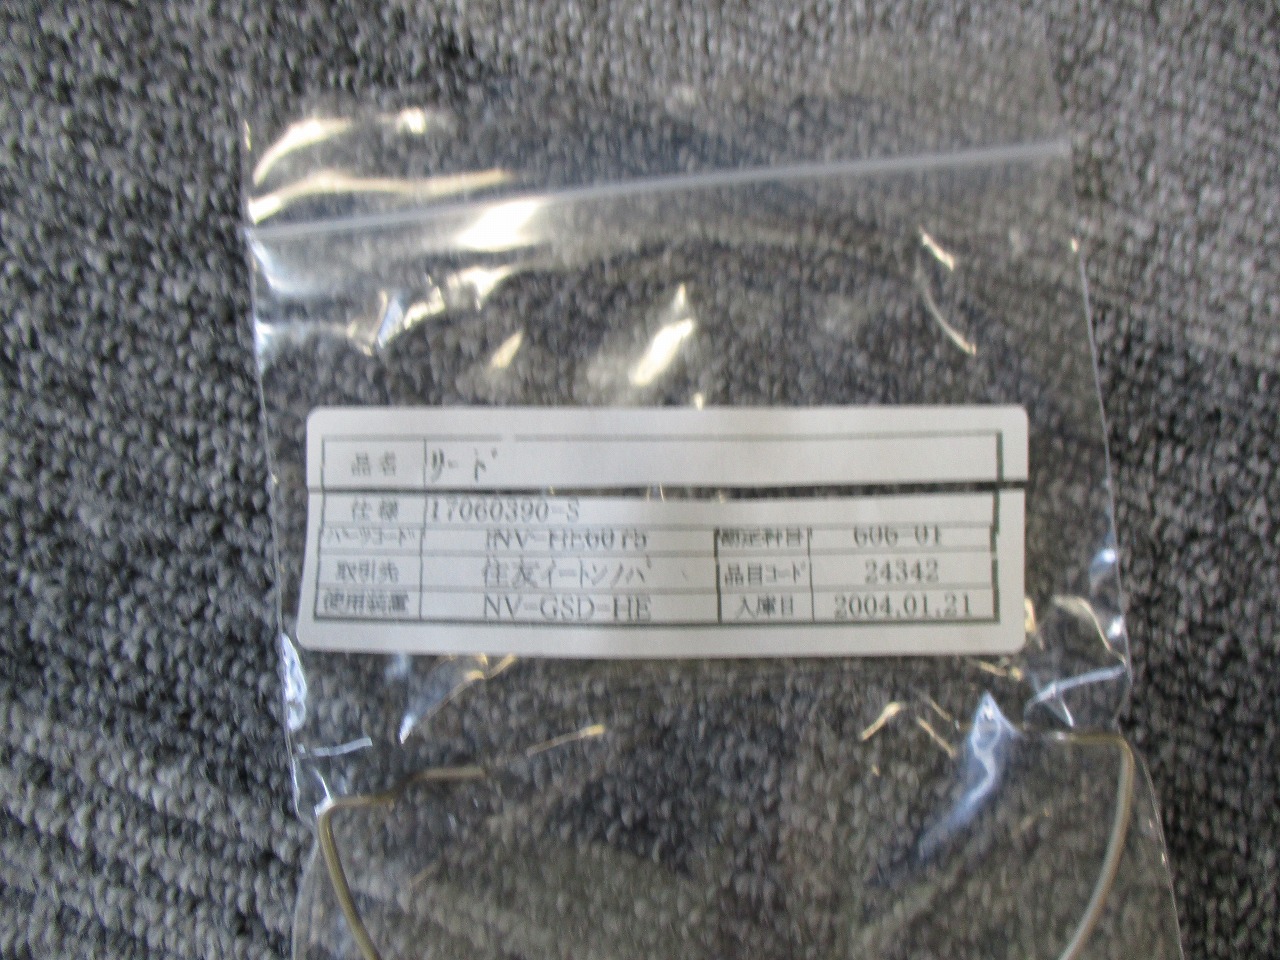 品名 リード
仕様 17060390-S
パーツコード INV-HE6075 勘定科目 606-01
取引先 住友イートンノバ 品目コード 24342
使用装置 NV-GSD-HE 入庫日 2004.01.21